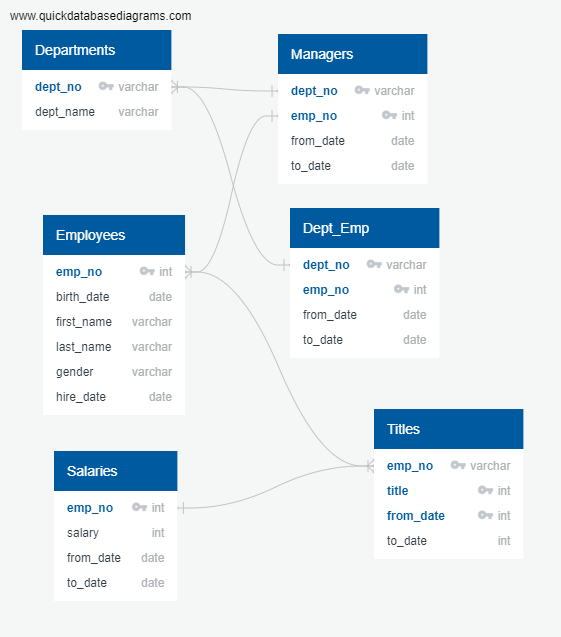 www.quickdatabasediagrams.com
Departments
dept_no varchar
dept_name varchar
Managers
dept_no varchar
emp_no int
from_date date
to_date date
Employees
emp_no int
birth_date date
first_name varchar
last_name varchar
gender varchar
hire_date date
Dept_Emp
dept_no varchar
emp_no int
from_date date
to_date date
Titles
emp_no varchar
title int
from_date int
to_date int
Salaries
emp_no int
salary int
from_date date
to_date date